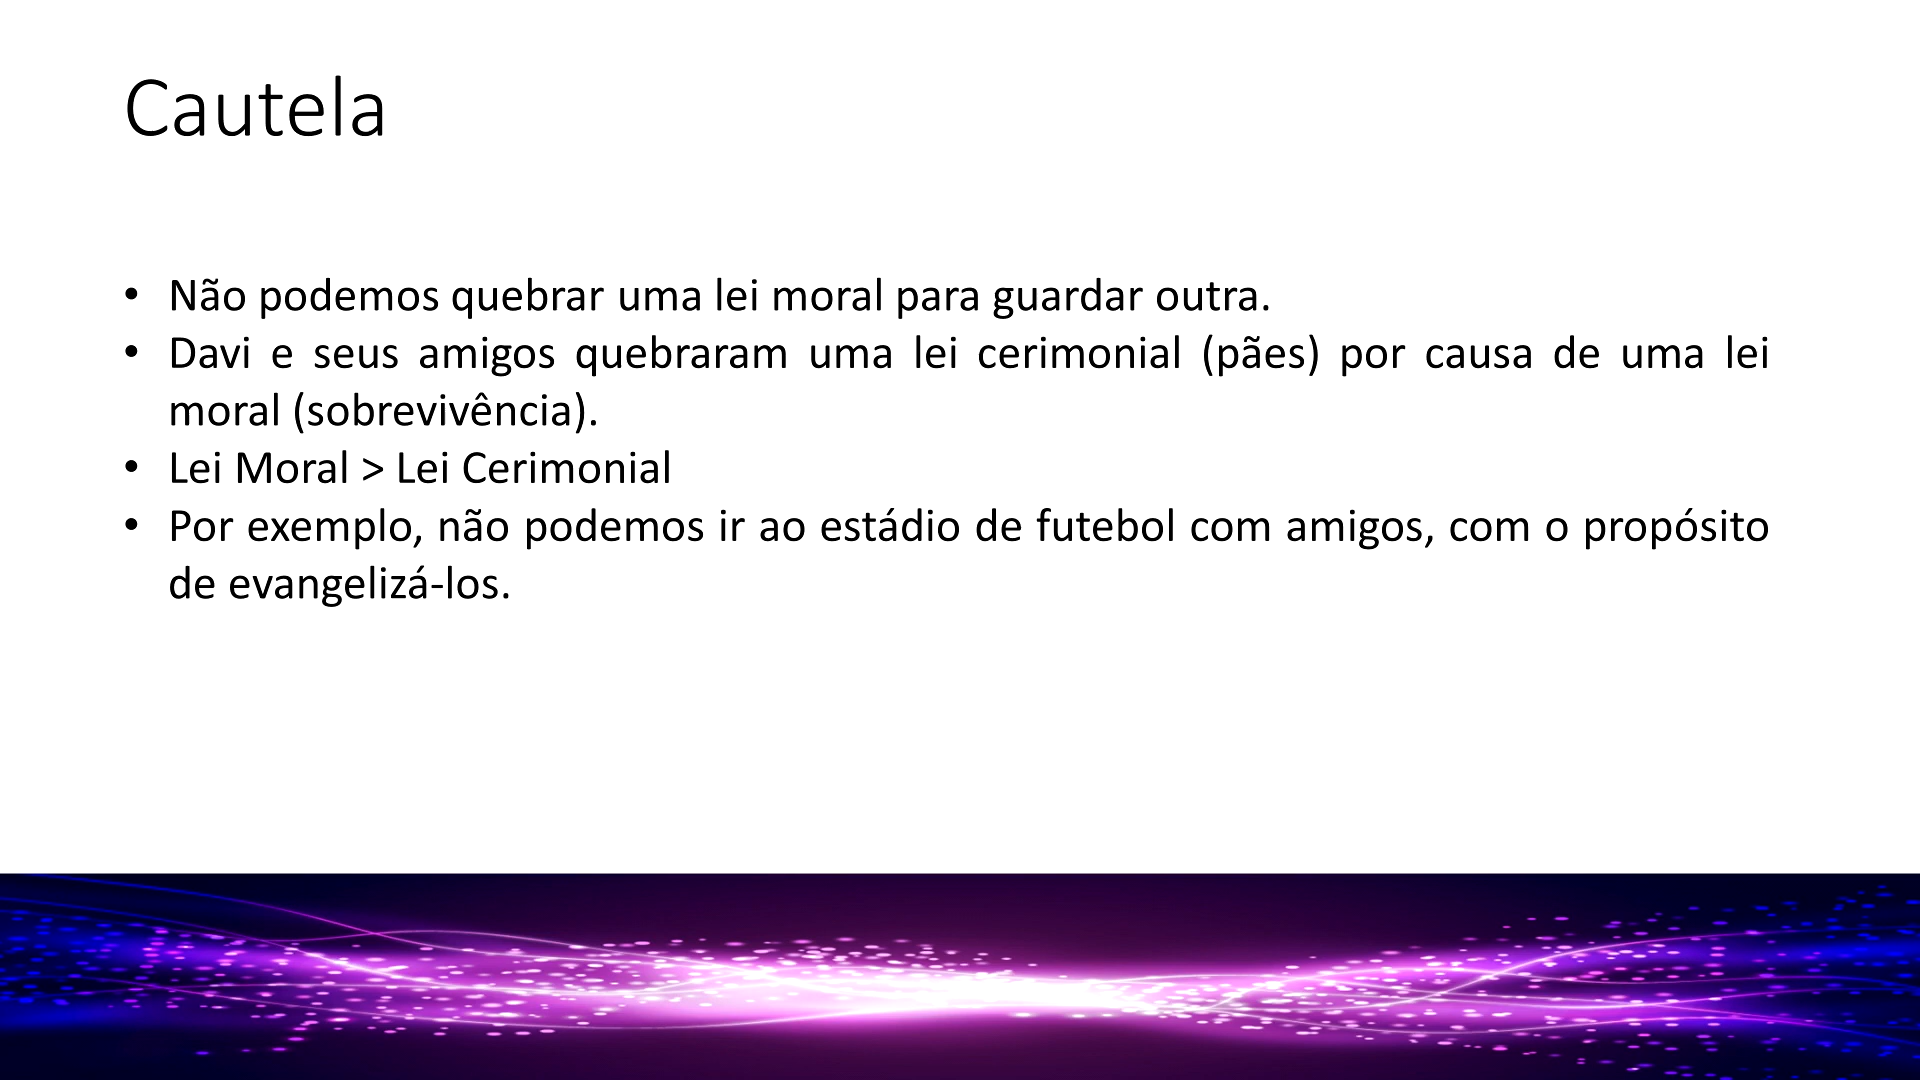 Cautela
• Não podemos quebrar uma lei moral para guardar outra.
• Davi e seus amigos quebraram uma lei cerimonial (pães) por causa de uma lei
moral (sobrevivência).
• Lei Moral > Lei Cerimonial
• Por exemplo, não podemos ir ao estádio de futebol com amigos, com o propósito
de evangelizá-los.